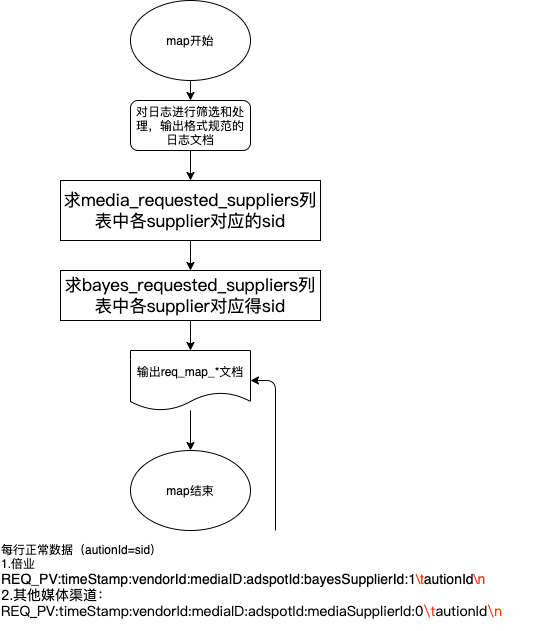 map开始
对日志进行筛选和处
理，输出格式规范的
日志文档
求media_requested_suppliers列
表中各supplier对应的sid
求bayes_requested_suppliers列
表中各supplier对应得sid
输出req_map_*文档
map结束
每行正常数据（autionId=sid）
1.倍业
REQ_PV:timeStamp:vendorId:mediaID:adspotId:bayesSupplierId:1\tautionId\n
2.其他媒体渠道：
REQ_PV:timeStamp:vendorId:mediaID:adspotId:mediaSupplierId:0\tautionId\n